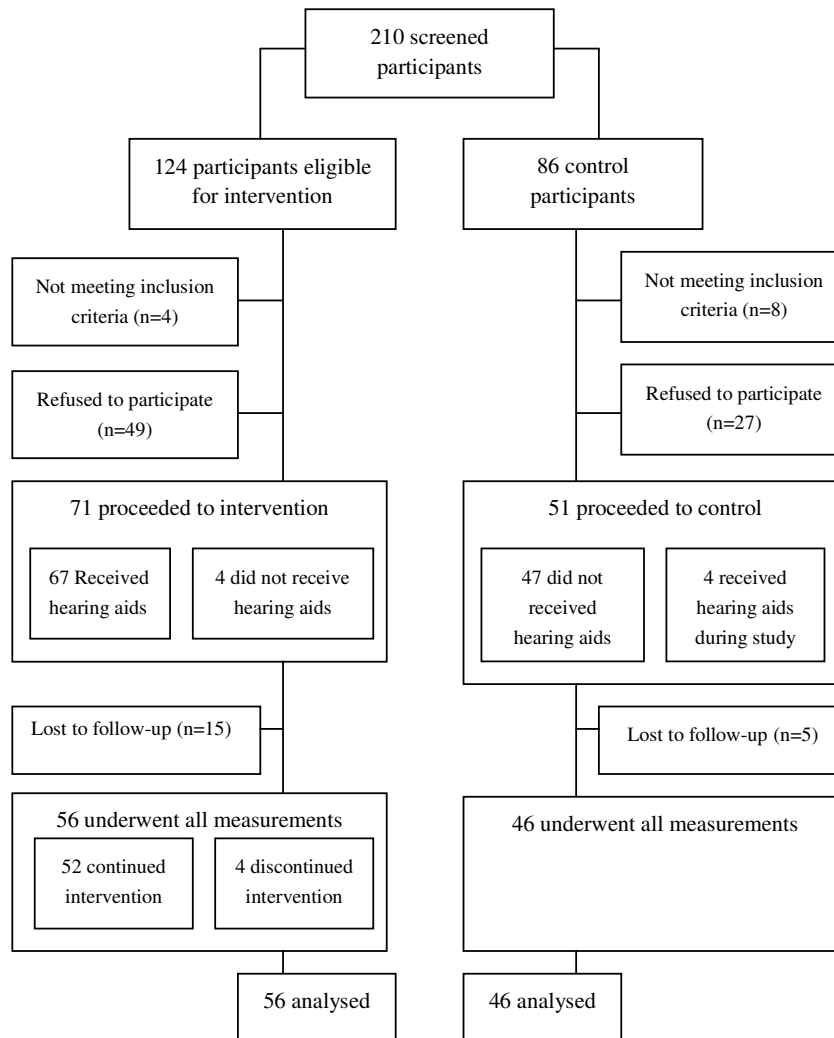 210 screened
participants
124 participants eligible
for intervention
86 control
participants
Not meeting inclusion
criteria (n=4)
Not meeting inclusion
criteria (n=8)
Refused to participate
(n=49)
Refused to participate
(n=27)
71 proceeded to intervention
67 Received
hearing aids
4 did not receive
hearing aids
51 proceeded to control
47 did not
received
hearing aids
4 received
hearing aids
during study
Lost to follow-up (n=15)
Lost to follow-up (n=5)
56 underwent all measurements
52 continued
intervention
4 discontinued
intervention
46 underwent all measurements
56 analysed
46 analysed